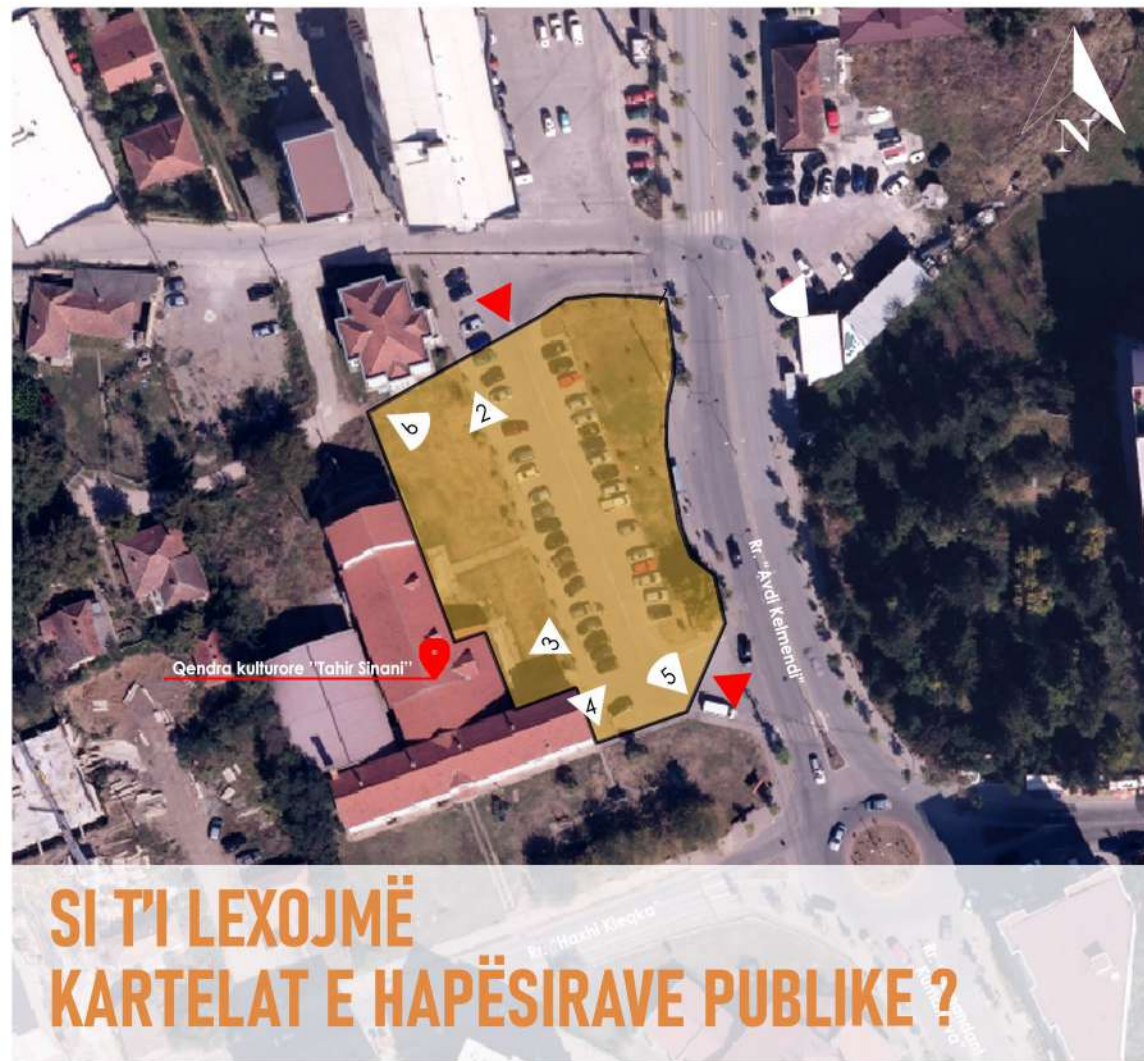 N
6
2
Rr. "Avdi Kelmendi"
3
Qendra kulturore "Tahir Sinani"
5
4
SI T'I LEXOJMË
KARTELAT E HAPËSIRAVE PUBLIKE ?
Rr. "Haxhi Kleqka"